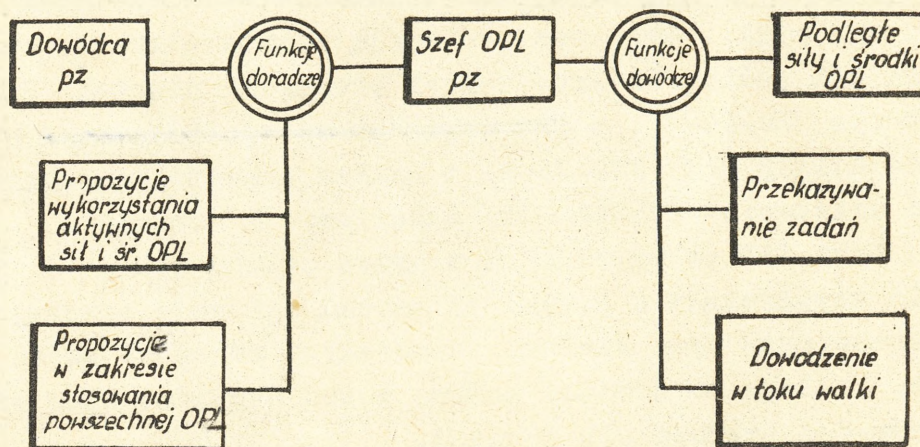 Dowódca
pz
Funkcje
doradcze
Szef OPL
pz
Funkcje
dowódcze
Podległe
siły i środki
OPL
Propozycje
wykorzystania
aktywnych
sił i śr. OPL
Przekazywa-
nie zadań
Propozycje
w zakresie
stosowania
powszechnej OPL
Dowodzenie
w toku walki